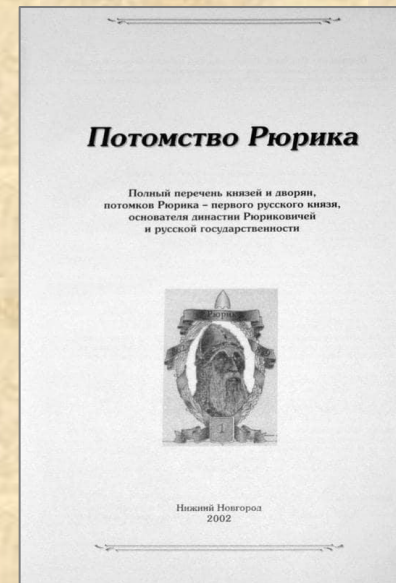 Потомство Рюрика
Полный перечень князей и дворян,
потомков Рюрика – первого русского князя,
основателя династии Рюриковичей
и русской государственности
Рюрик
1
Нижний Новгород
2002